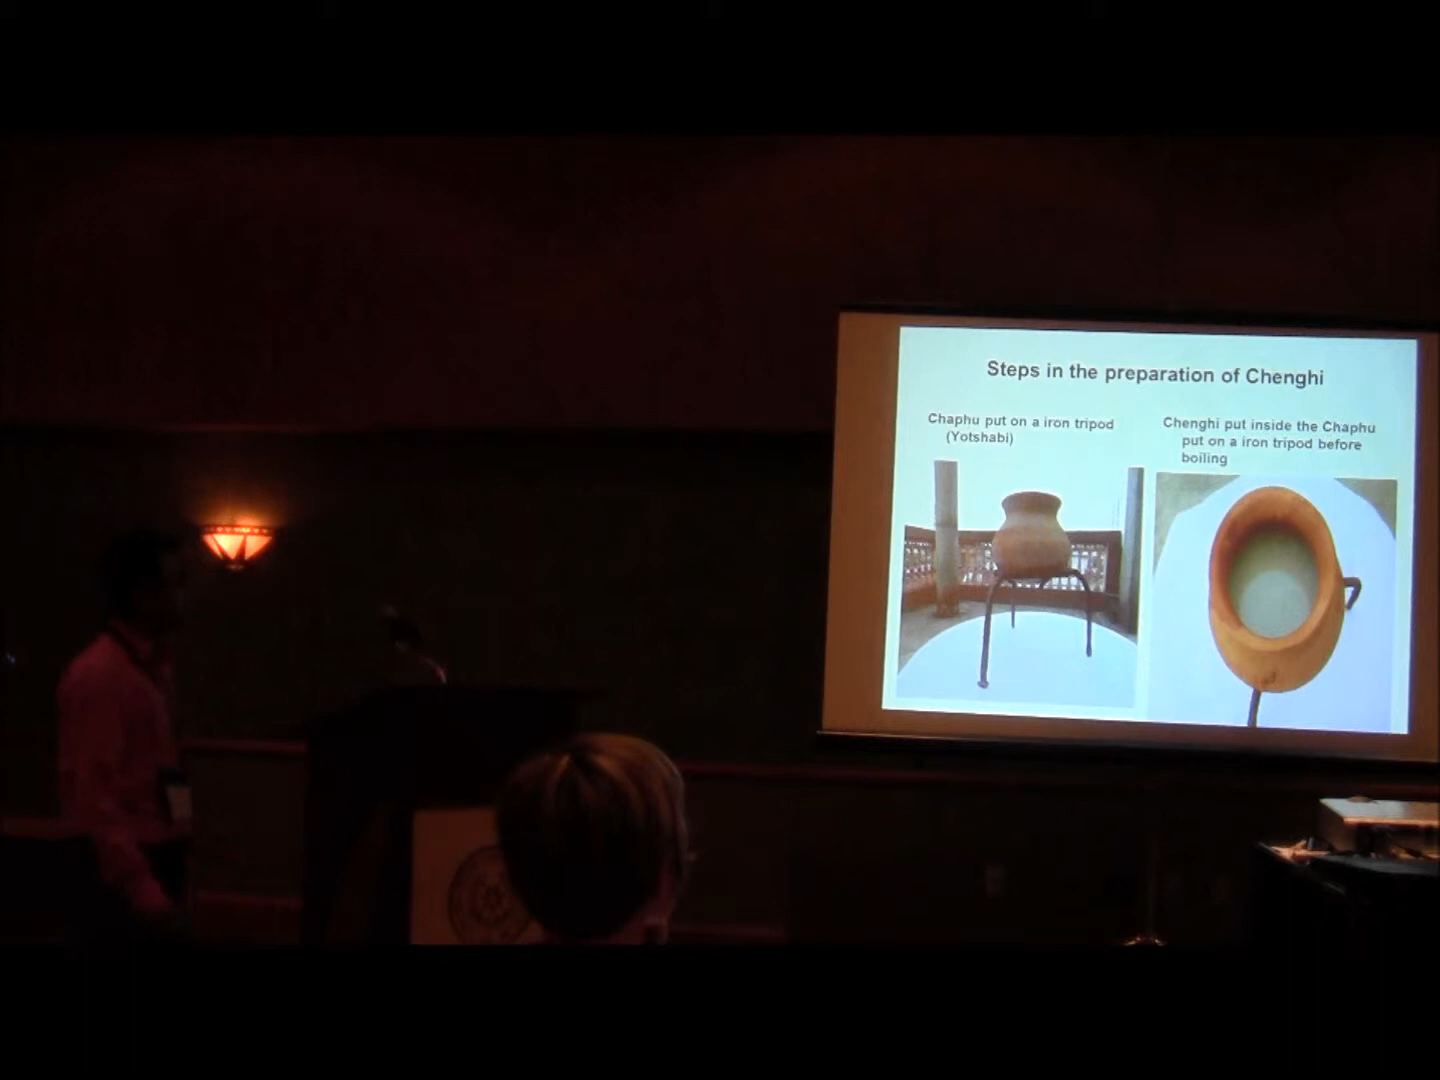 Steps in the preparation of Chenghi
Chaphu put on a iron tripod
(Yotshabi)
Chenghi put inside the Chaphu
put on a iron tripod before
boiling